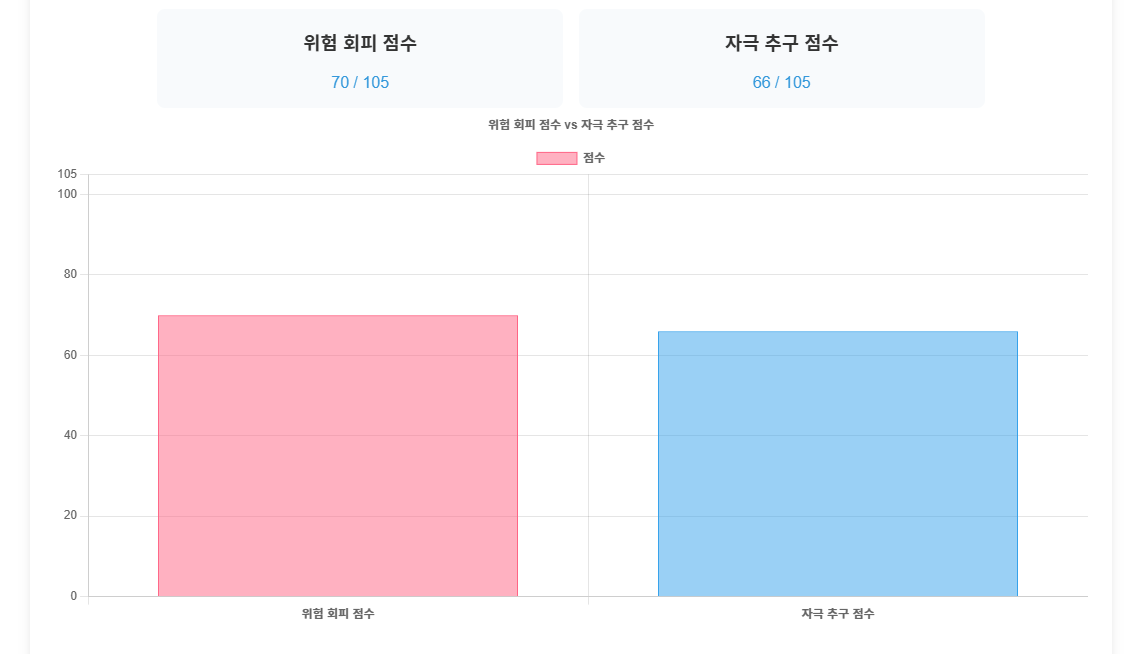 위험 회피 점수
70 / 105
자극 추구 점수
66 / 105
위험 회피 점수 vs 자극 추구 점수
점수
105
100
80
60
40
20
0
위험 회피 점수
자극 추구 점수